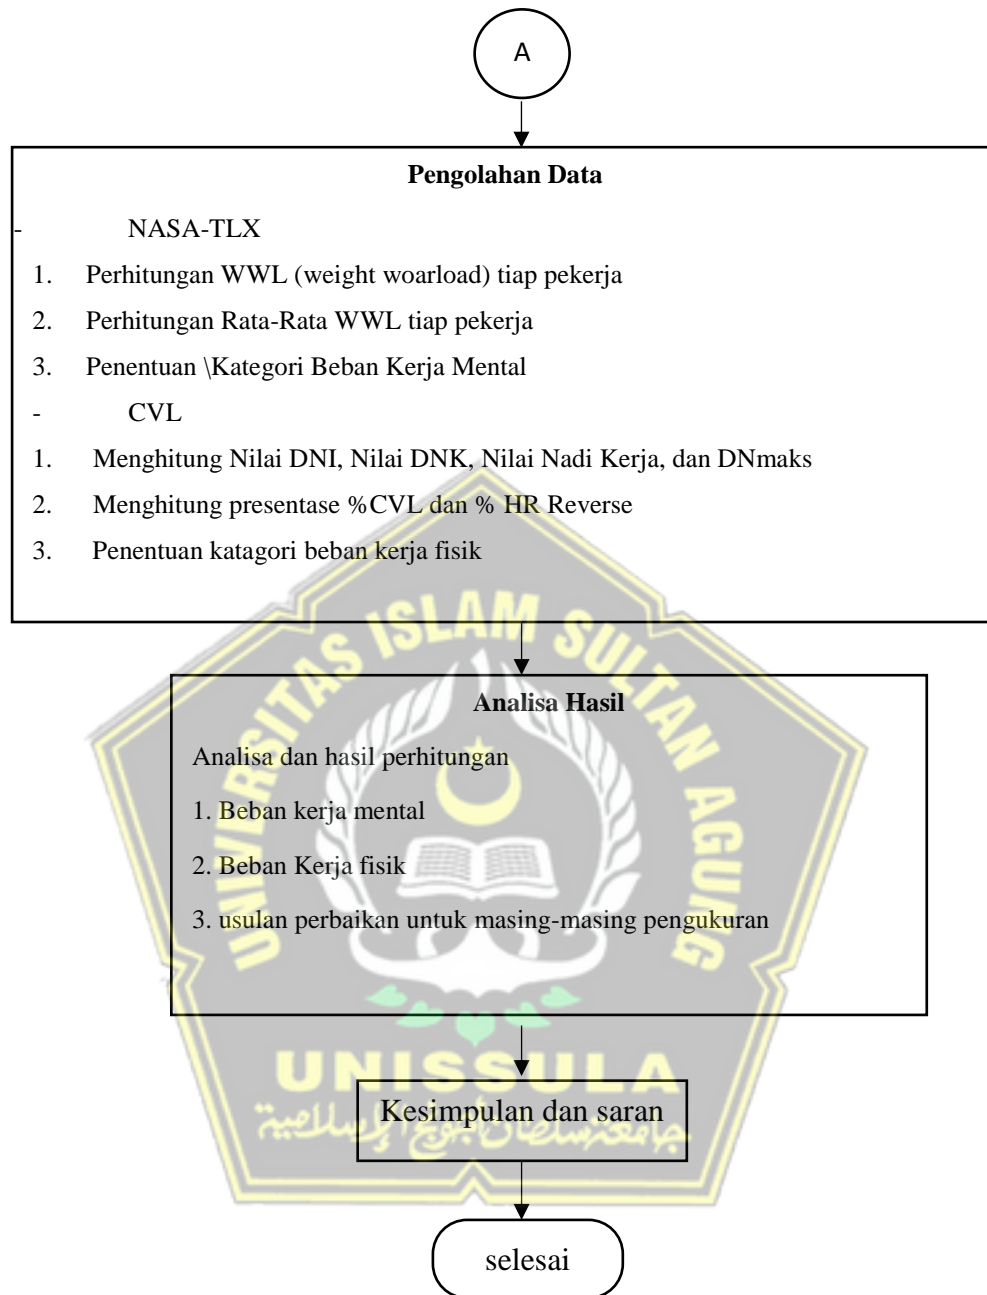 A
Pengolahan Data
- NASA-TLX
1. Perhitungan WWL (weight woarload) tiap pekerja
2. Perhitungan Rata-Rata WWL tiap pekerja
3. Penentuan \Kategori Beban Kerja Mental
- CVL
1. Menghitung Nilai DNI, Nilai DNK, Nilai Nadi Kerja, dan DNmaks
2. Menghitung presentase %CVL dan % HR Reverse
3. Penentuan katagori beban kerja fisik
UNIVERSITAS ISLAM SULTAN AGUNG
Analisa Hasil
Analisa dan hasil perhitungan
1. Beban kerja mental
2. Beban Kerja fisik
3. usulan perbaikan untuk masing-masing pengukuran
UNISSULA
Kesimpulan dan saran
جامعة سلطان أجونج الإسلامية
selesai